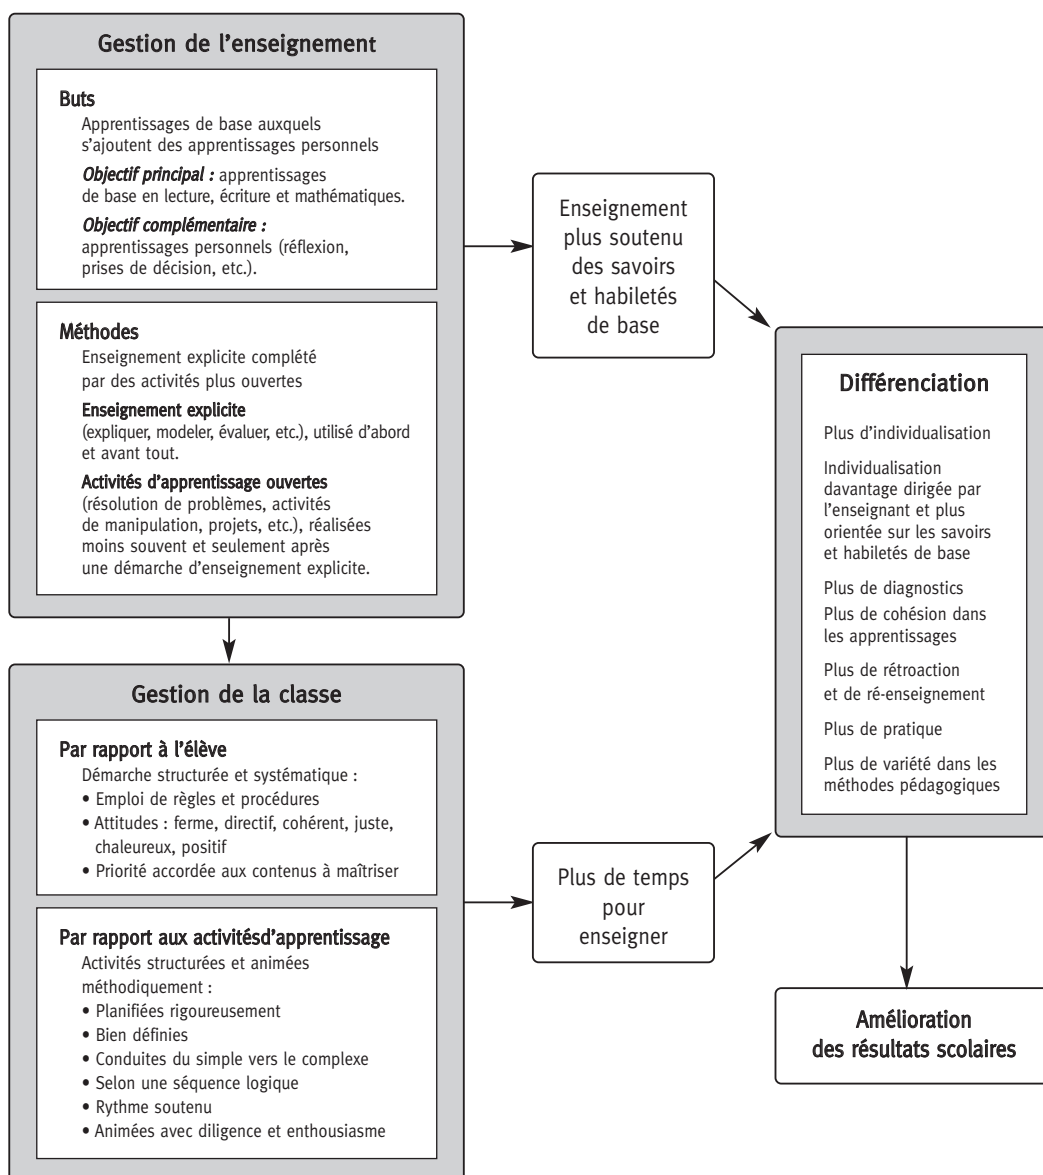 Gestion de l'enseignement
Buts
Apprentissages de base auxquels
s'ajoutent des apprentissages personnels
Objectif principal : apprentissages
de base en lecture, écriture et mathématiques.
Objectif complémentaire :
apprentissages personnels (réflexion,
prises de décision, etc.).
Méthodes
Enseignement explicite complété
par des activités plus ouvertes
Enseignement explicite
(expliquer, modeler, évaluer, etc.), utilisé d'abord
et avant tout.
Activités d'apprentissage ouvertes
(résolution de problèmes, activités
de manipulation, projets, etc.), réalisées
moins souvent et seulement après
une démarche d'enseignement explicite.
Gestion de la classe
Par rapport à l'élève
Démarche structurée et systématique :
• Emploi de règles et procédures
• Attitudes : ferme, directif, cohérent, juste,
chaleureux, positif
• Priorité accordée aux contenus à maîtriser
Par rapport aux activitésd'apprentissage
Activités structurées et animées
méthodiquement :
• Planifiées rigoureusement
• Bien définies
• Conduites du simple vers le complexe
• Selon une séquence logique
• Rythme soutenu
• Animées avec diligence et enthousiasme
Enseignement
plus soutenu
des savoirs
et habiletés
de base
Plus de temps
pour
enseigner
Différenciation
Plus d'individualisation
Individualisation
davantage dirigée par
l'enseignant et plus
orientée sur les savoirs
et habiletés de base
Plus de diagnostics
Plus de cohésion dans
les apprentissages
Plus de rétroaction
et de ré-enseignement
Plus de pratique
Plus de variété dans les
méthodes pédagogiques
Amélioration
des résultats scolaires